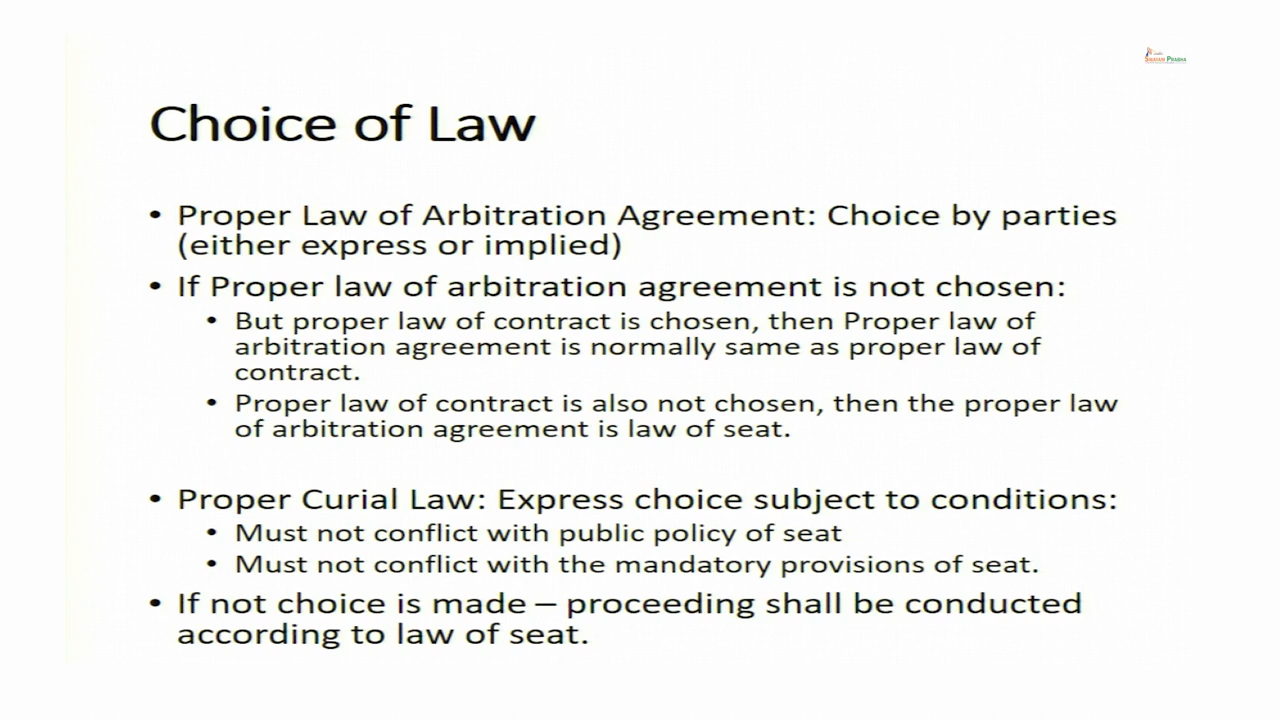 SWAYAM PRABHA
Choice of Law
• Proper Law of Arbitration Agreement: Choice by parties
(either express or implied)
• If Proper law of arbitration agreement is not chosen:
• But proper law of contract is chosen, then Proper law of
arbitration agreement is normally same as proper law of
contract.
• Proper law of contract is also not chosen, then the proper law
of arbitration agreement is law of seat.
• Proper Curial Law: Express choice subject to conditions:
• Must not conflict with public policy of seat
• Must not conflict with the mandatory provisions of seat.
• If not choice is made – proceeding shall be conducted
according to law of seat.